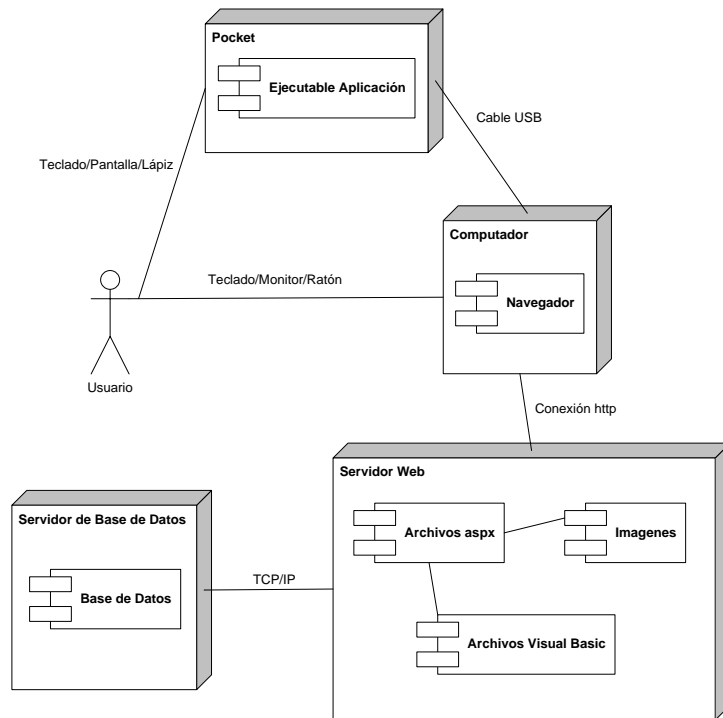 Pocket
Ejecutable Aplicación
Cable USB
Teclado/Pantalla/Lápiz
Computador
Teclado/Monitor/Ratón
Navegador
Usuario
Conexión http
Servidor Web
Servidor de Base de Datos
Archivos aspx
Imagenes
TCP/IP
Base de Datos
Archivos Visual Basic